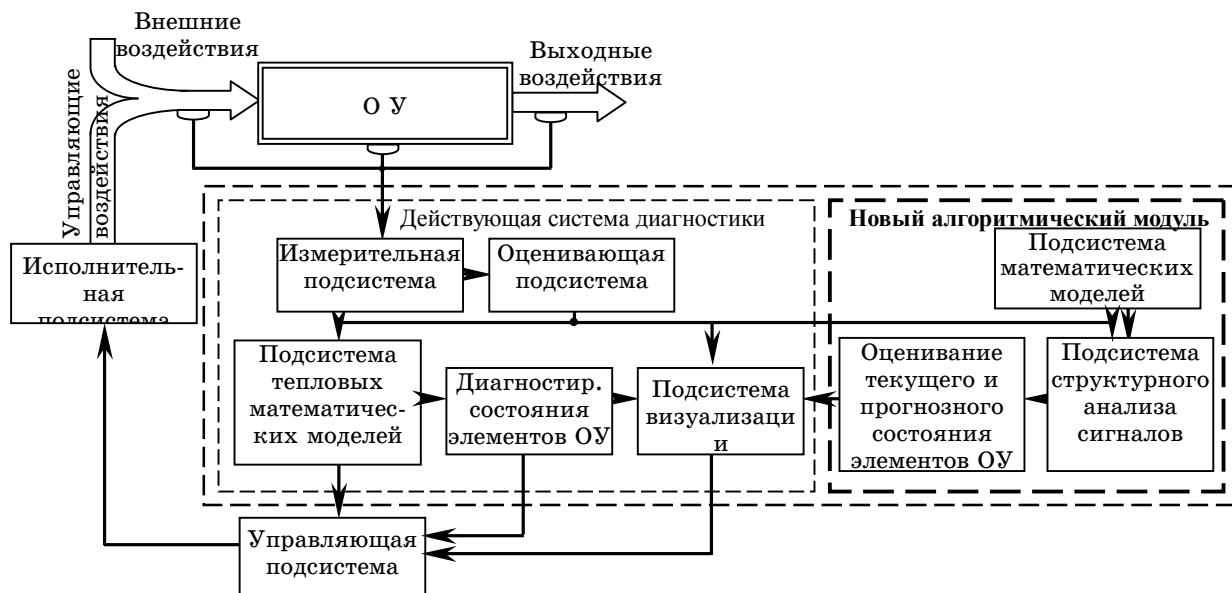 Внешние
воздействия
Выходные
воздействия
Управляющие
воздействия
О У
Действующая система диагностики
Новый алгоритмический модуль
Измерительная
подсистема
Оценивающая
подсистема
Подсистема
математических
моделей
Исполнитель-
ная
подсистема
Подсистема
тепловых
математичес-
ких моделей
Диагностир.
состояния
элементов ОУ
Подсистема
визуализаци
и
Оценивание
текущего и
прогнозного
состояния
элементов ОУ
Подсистема
структурного
анализа
сигналов
Управляющая
подсистема